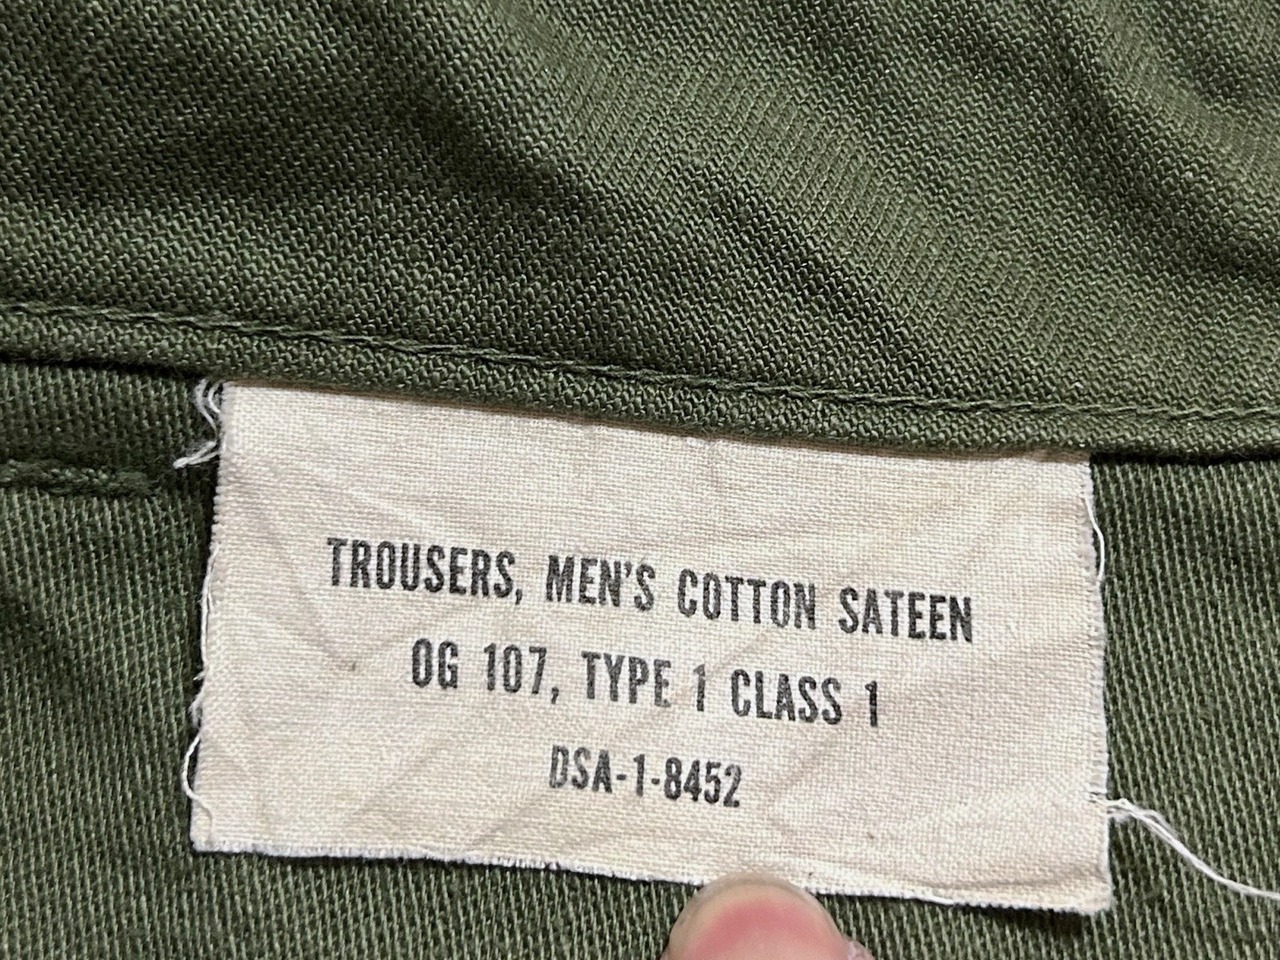 TROUSERS, MEN'S COTTON SATEEN
OG 107, TYPE 1 CLASS 1
DSA-1-8452